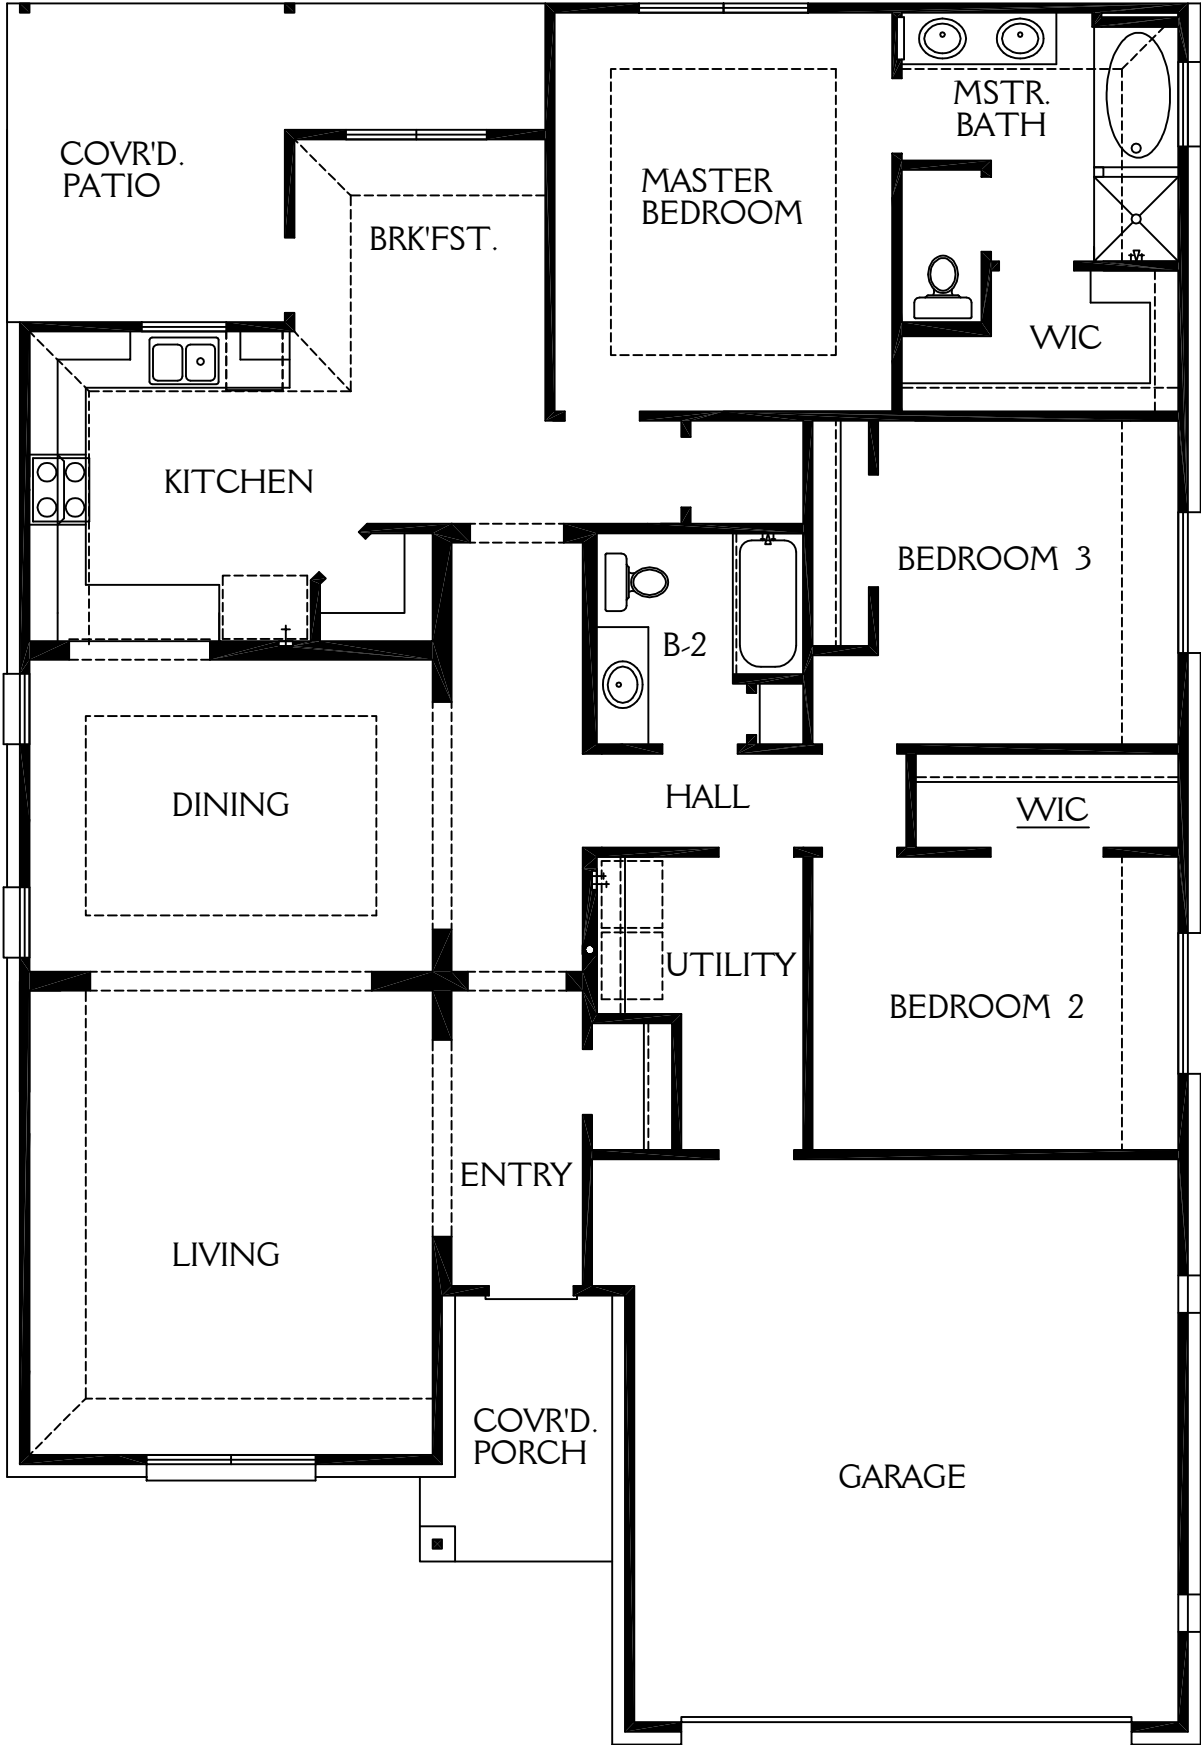 COVR'D.
PATIO
BRK'FST.
MASTER
BEDROOM
MSTR.
BATH
WIC
KITCHEN
BEDROOM 3
B-2
DINING
HALL
WIC
UTILITY
BEDROOM 2
ENTRY
LIVING
COVR'D.
PORCH
GARAGE